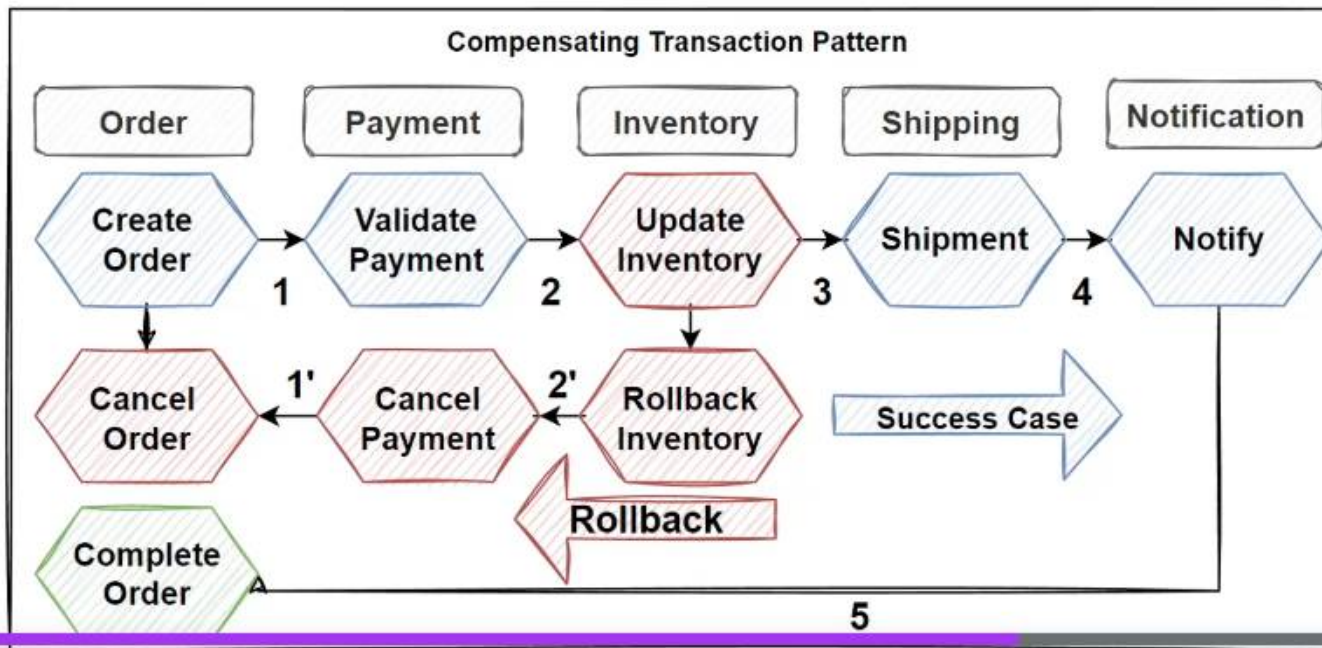 Compensating Transaction Pattern
Order
Payment
Inventory
Shipping
Notification
Create
Order
Validate
Payment
Update
Inventory
Shipment
Notify
1
2
3
4
Cancel
Order
1'
Cancel
Payment
2'
Rollback
Inventory
Success Case
Rollback
Complete
Order
5